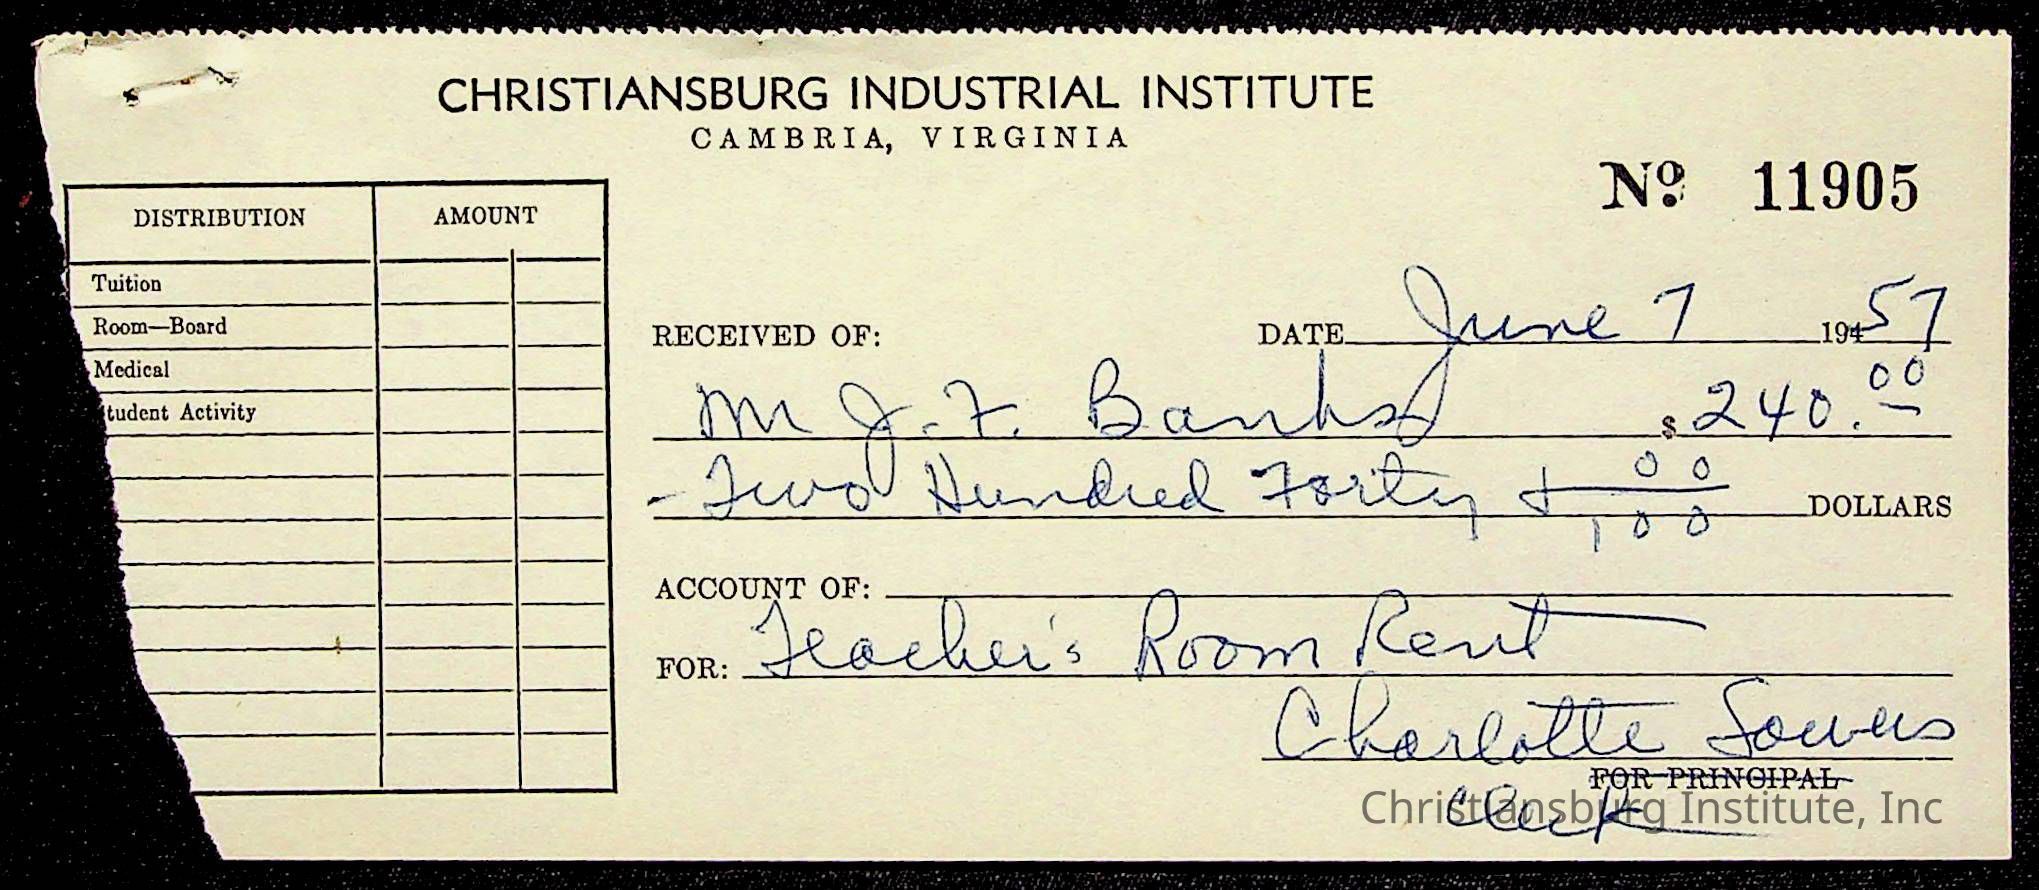 CHRISTIANSBURG INDUSTRIAL INSTITUTE
CAMBRIA, VIRGINIA
Nº 11905
DISTRIBUTION AMOUNT
Tuition
Room—Board
Medical
tudent Activity
RECEIVED OF: DATE June 7 19457
Mr J. F. Banks $ 240.00
- Two Hundred Forty & 00/100 DOLLARS
ACCOUNT OF:
FOR: Teacher's Room Rent
Charlotte Sowers
FOR PRINCIPAL
Clerk
Christiansburg Institute, Inc